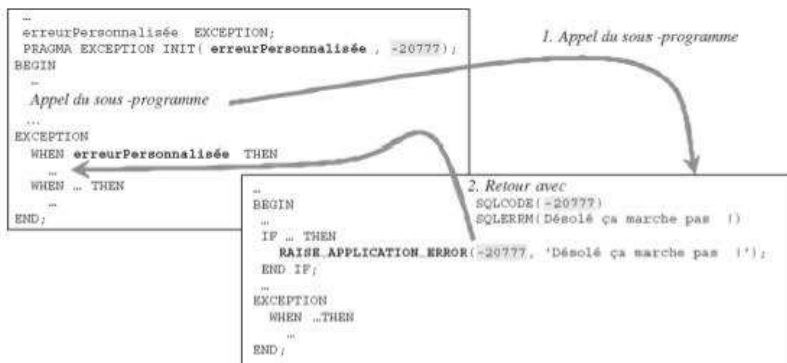 …
erreurPersonnalisée EXCEPTION;
PRAGMA EXCEPTION_INIT( erreurPersonnalisée , -20777);
BEGIN
…
Appel du sous -programme
...
EXCEPTION
WHEN erreurPersonnalisée THEN
…
WHEN … THEN
…
END;
1. Appel du sous -programme
2. Retour avec
SQLCODE(-20777)
SQLERRM(Désolé ça marche pas !)
…
BEGIN
…
IF … THEN
RAISE_APPLICATION_ERROR(-20777, 'Désolé ça marche pas !');
END IF;
…
EXCEPTION
WHEN …THEN
…
END;